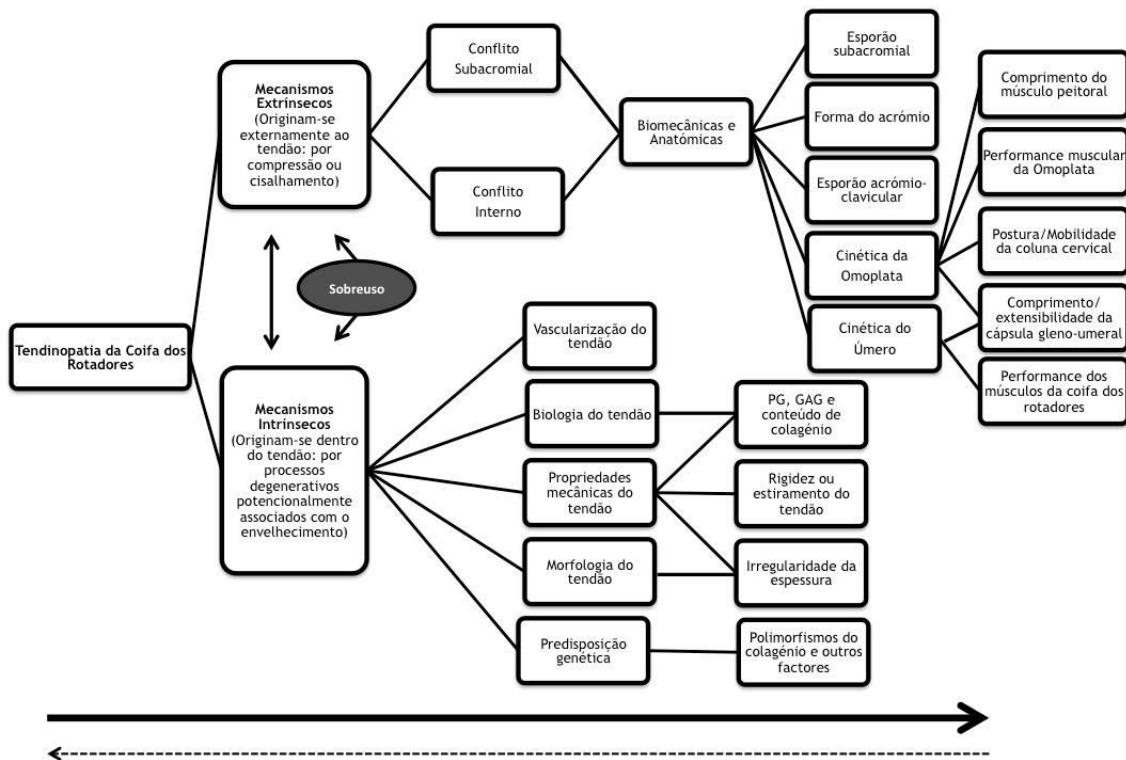 Tendinopatia da Coifa dos
Rotadores
Mecanismos
Extrínsecos
(Originam-se
externamente ao
tendão: por
compressão ou
cisalhamento)
Sobreuso
Mecanismos
Intrínsecos
(Originam-se dentro
do tendão: por
processos
degenerativos
potencionalmente
associados com o
envelhecimento)
Conflito
Subacromial
Conflito
Interno
Biomecânicas e
Anatómicas
Esporão
subacromial
Forma do acrómio
Esporão acrómio-
clavicular
Cinética da
Omoplata
Cinética do
Úmero
Comprimento do
músculo peitoral
Performance muscular
da Omoplata
Postura/Mobilidade
da coluna cervical
Comprimento/
extensibilidade da
cápsula gleno-umeral
Performance dos
músculos da coifa dos
rotadores
Vascularização do
tendão
Biologia do tendão
Propriedades
mecânicas do
tendão
Morfologia do
tendão
Predisposição
genética
PG, GAG e
conteúdo de
colagénio
Rigidez ou
estiramento do
tendão
Irregularidade da
espessura
Polimorfismos do
colagénio e outros
factores